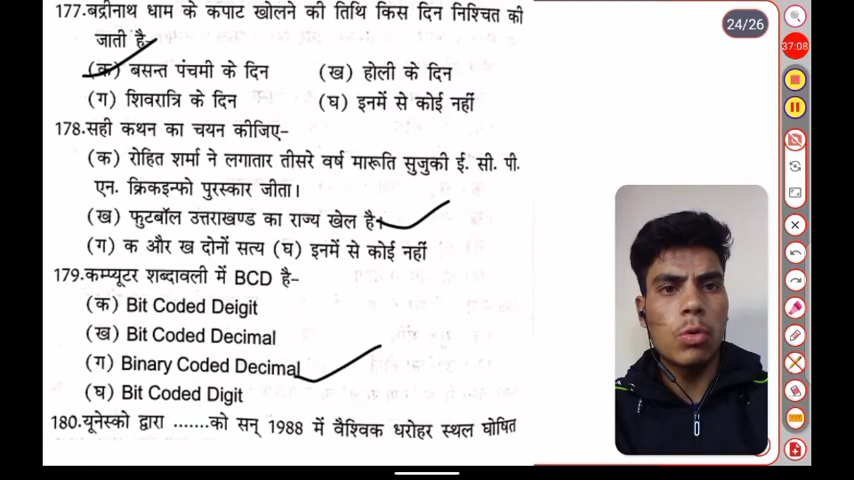 177.बद्रीनाथ धाम के कपाट खोलने की तिथि किस दिन निश्चित की
24/26
37:08
जाती है-
(क) बसन्त पंचमी के दिन (ख) होली के दिन
(ग) शिवरात्रि के दिन (घ) इनमें से कोई नहीं
178.सही कथन का चयन कीजिए-
(क) रोहित शर्मा ने लगातार तीसरे वर्ष मारूति सुजुकी ई. सी. पी.
एन. क्रिकइन्फो पुरस्कार जीता।
(ख) फुटबॉल उत्तराखण्ड का राज्य खेल है।
(ग) क और ख दोनों सत्य (घ) इनमें से कोई नहीं
179.कम्प्यूटर शब्दावली में BCD है-
(क) Bit Coded Deigit
(ख) Bit Coded Decimal
(ग) Binary Coded Decimal
(घ) Bit Coded Digit
180.यूनेस्को द्वारा .......को सन् 1988 में वैश्विक धरोहर स्थल घोषित